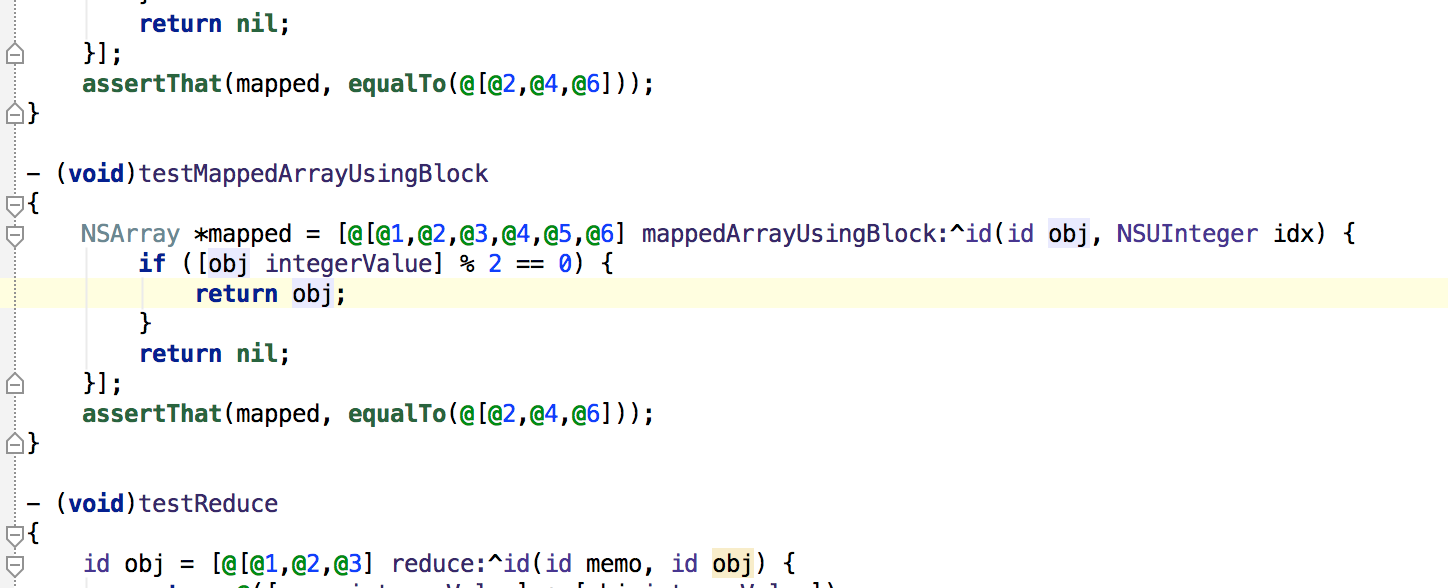 return nil;
    }];
    assertThat(mapped, equalTo(@[@2,@4,@6]));
}

- (void)testMappedArrayUsingBlock
{
    NSArray *mapped = [@[@1,@2,@3,@4,@5,@6] mappedArrayUsingBlock:^id(id obj, NSUInteger idx) {
        if ([obj integerValue] % 2 == 0) {
            return obj;
        }
        return nil;
    }];
    assertThat(mapped, equalTo(@[@2,@4,@6]));
}

- (void)testReduce
{
    id obj = [@[@1,@2,@3] reduce:^id(id memo, id obj) {